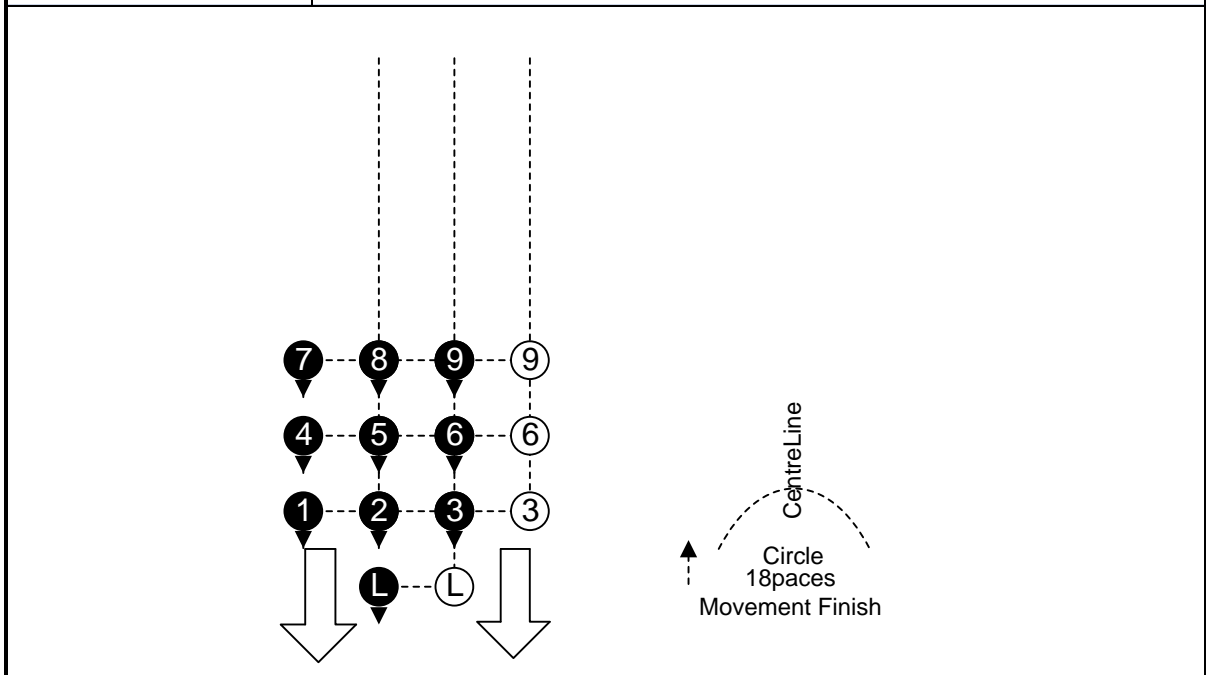 7 8 9 9
4 5 6 6
1 2 3 3
L L
CentreLine
Circle
18paces
Movement Finish